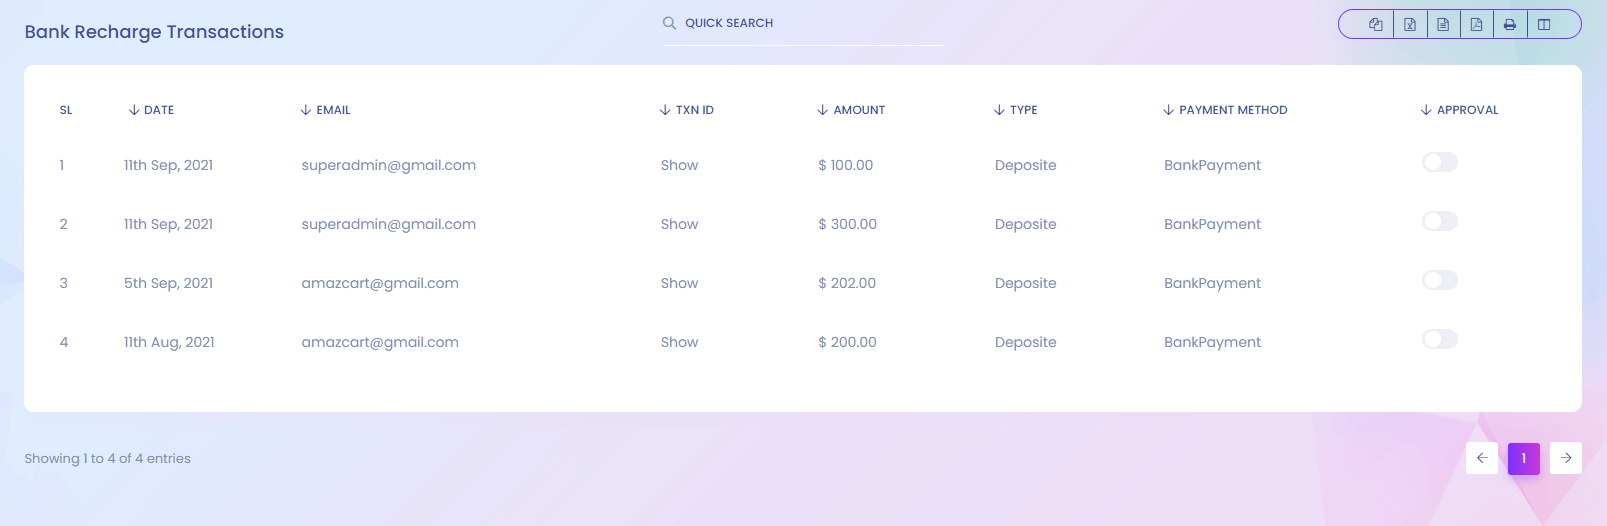 Bank Recharge Transactions
QUICK SEARCH
SL DATE EMAIL TXN ID AMOUNT TYPE PAYMENT METHOD APPROVAL
1 11th Sep, 2021 superadmin@gmail.com Show $ 100.00 Deposite BankPayment
2 11th Sep, 2021 superadmin@gmail.com Show $ 300.00 Deposite BankPayment
3 5th Sep, 2021 amazcart@gmail.com Show $ 202.00 Deposite BankPayment
4 11th Aug, 2021 amazcart@gmail.com Show $ 200.00 Deposite BankPayment
Showing 1 to 4 of 4 entries
1